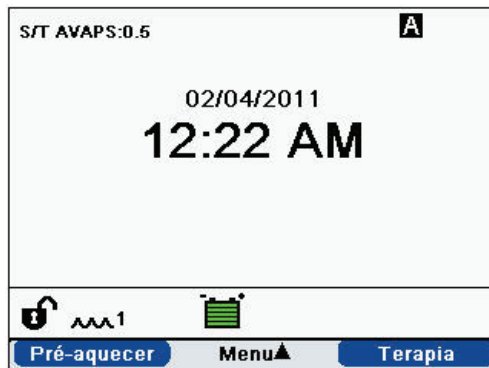 S/T AVAPS:0.5 A
02/04/2011
12:22 AM
1
Pré-aquecer Menu▲ Terapia